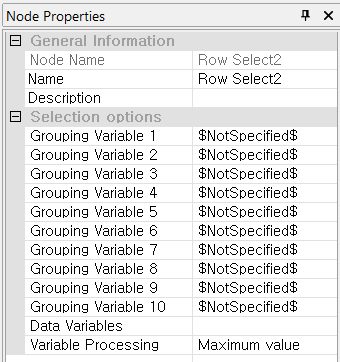 Node Properties
General Information
Node Name Row Select2
Name Row Select2
Description
Selection options
Grouping Variable 1 $NotSpecified$
Grouping Variable 2 $NotSpecified$
Grouping Variable 3 $NotSpecified$
Grouping Variable 4 $NotSpecified$
Grouping Variable 5 $NotSpecified$
Grouping Variable 6 $NotSpecified$
Grouping Variable 7 $NotSpecified$
Grouping Variable 8 $NotSpecified$
Grouping Variable 9 $NotSpecified$
Grouping Variable 10 $NotSpecified$
Data Variables
Variable Processing Maximum value